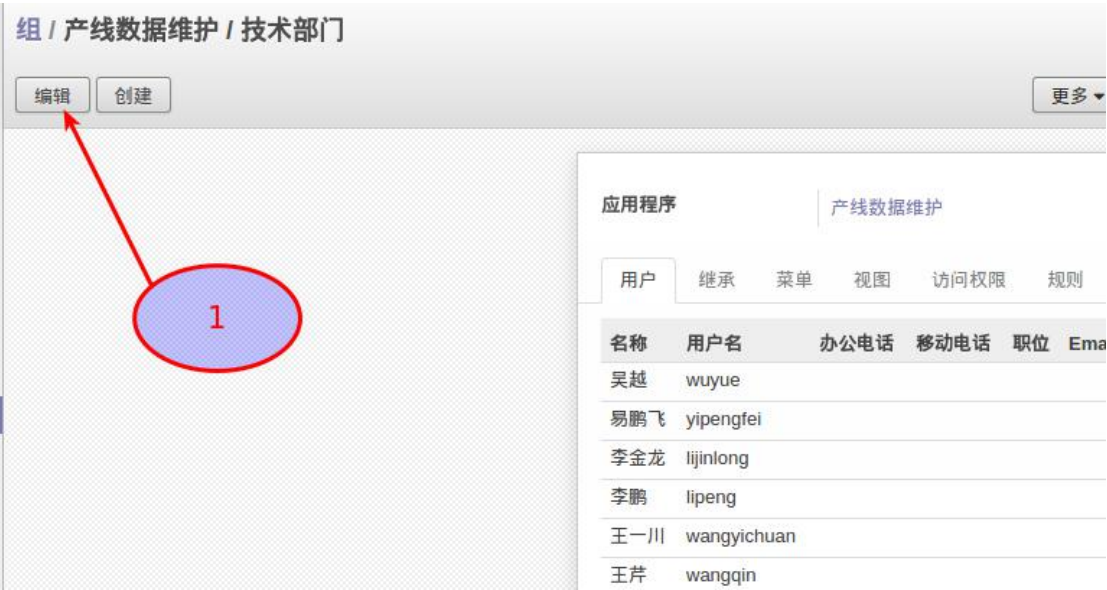 组 / 产线数据维护 / 技术部门
编辑 创建 更多
应用程序 产线数据维护
用户 继承 菜单 视图 访问权限 规则
1
名称 用户名 办公电话 移动电话 职位 Ema
吴越 wuyue
易鹏飞 yipengfei
李金龙 lijinlong
李鹏 lipeng
王一川 wangyichuan
王芹 wangqin